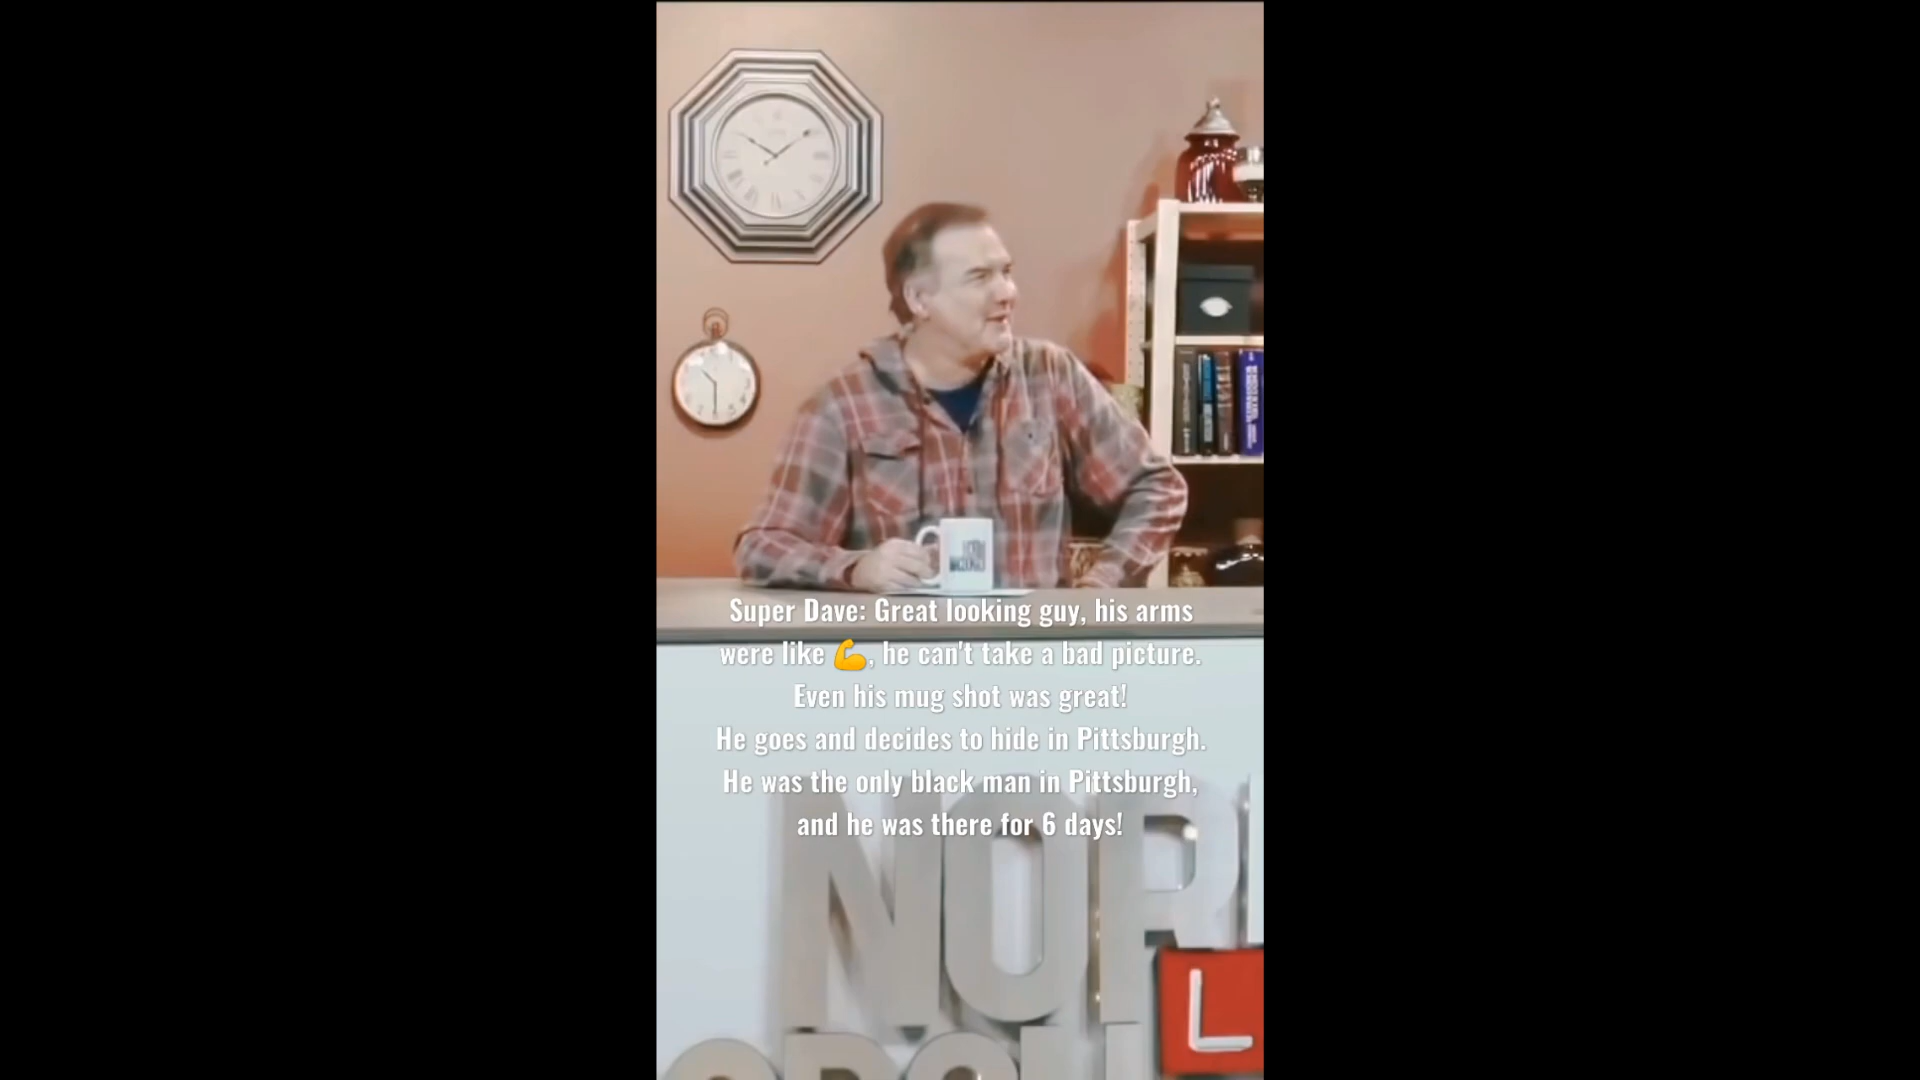 Super Dave: Great looking guy, his arms
were like 💪, he can't take a bad picture.
Even his mug shot was great!
He goes and decides to hide in Pittsburgh.
He was the only black man in Pittsburgh,
and he was there for 6 days!
NOR
L